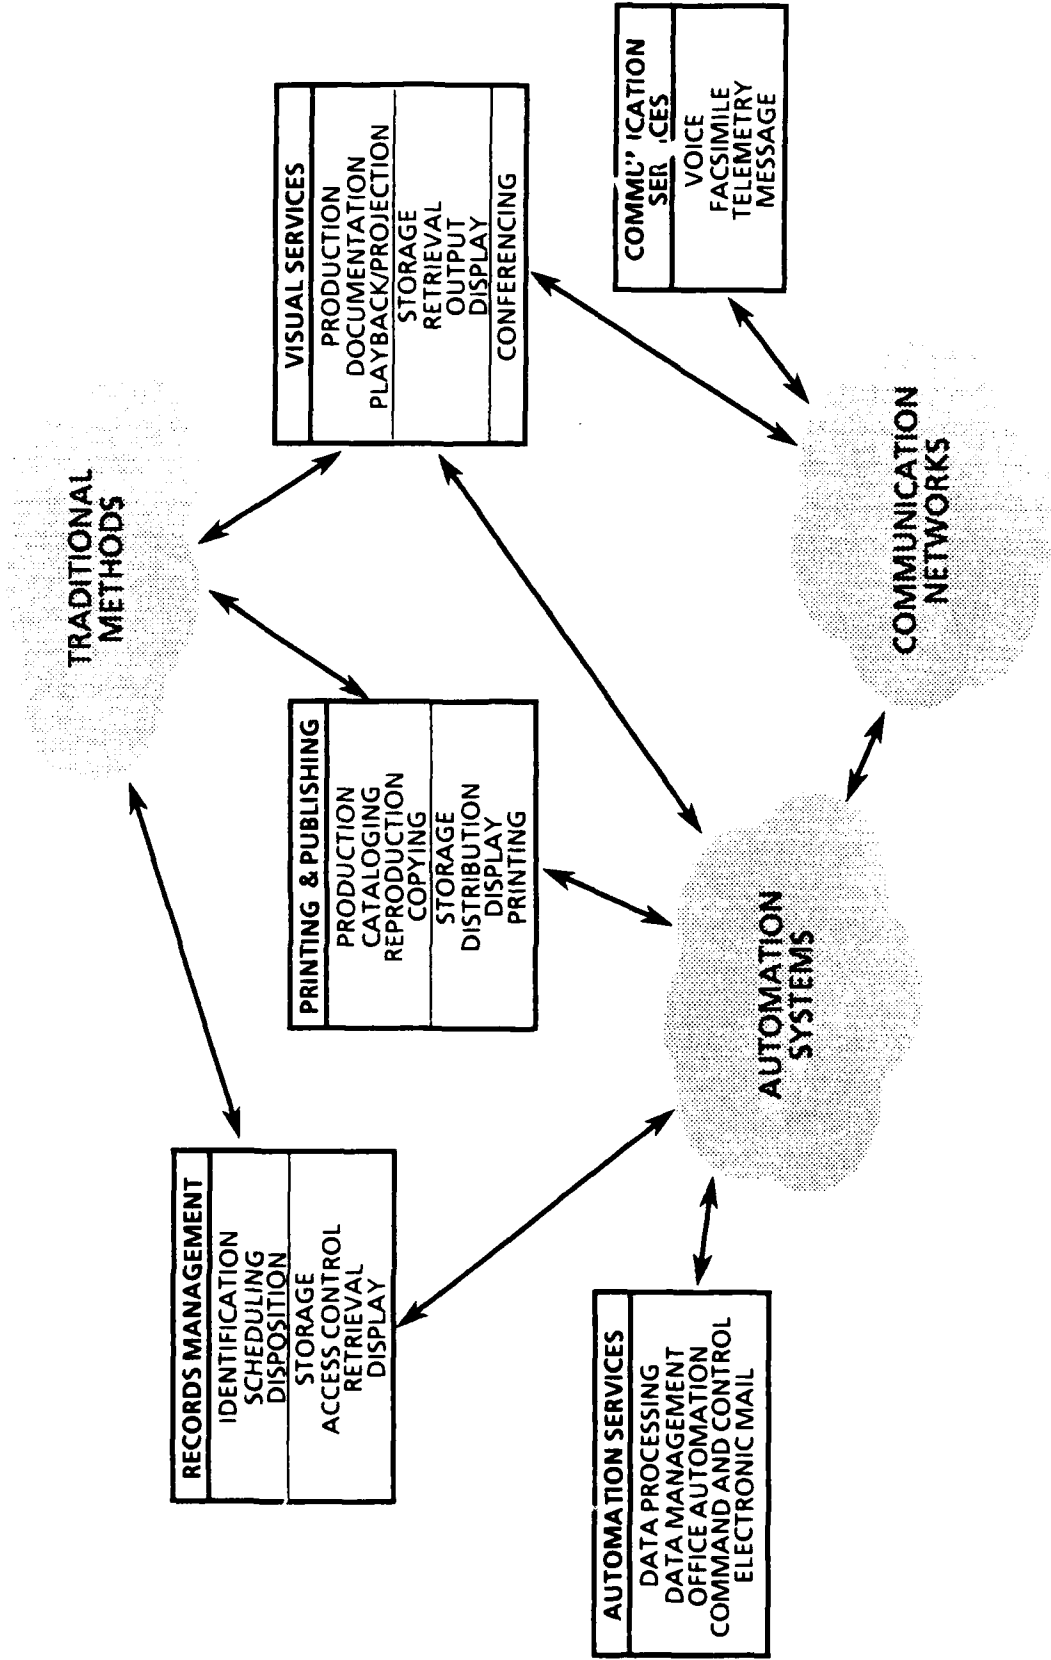 TRADITIONAL
METHODS
RECORDS MANAGEMENT
IDENTIFICATION
SCHEDULING
DISPOSITION
STORAGE
ACCESS CONTROL
RETRIEVAL
DISPLAY
PRINTING & PUBLISHING
PRODUCTION
CATALOGING
REPRODUCTION
COPYING
STORAGE
DISTRIBUTION
DISPLAY
PRINTING
VISUAL SERVICES
PRODUCTION
DOCUMENTATION
PLAYBACK/PROJECTION
STORAGE
RETRIEVAL
OUTPUT
DISPLAY
CONFERENCING
AUTOMATION SERVICES
DATA PROCESSING
DATA MANAGEMENT
OFFICE AUTOMATION
COMMAND AND CONTROL
ELECTRONIC MAIL
AUTOMATION
SYSTEMS
COMMUNICATION
NETWORKS
VOICE
FACSIMILE
TELEMETRY
MESSAGE